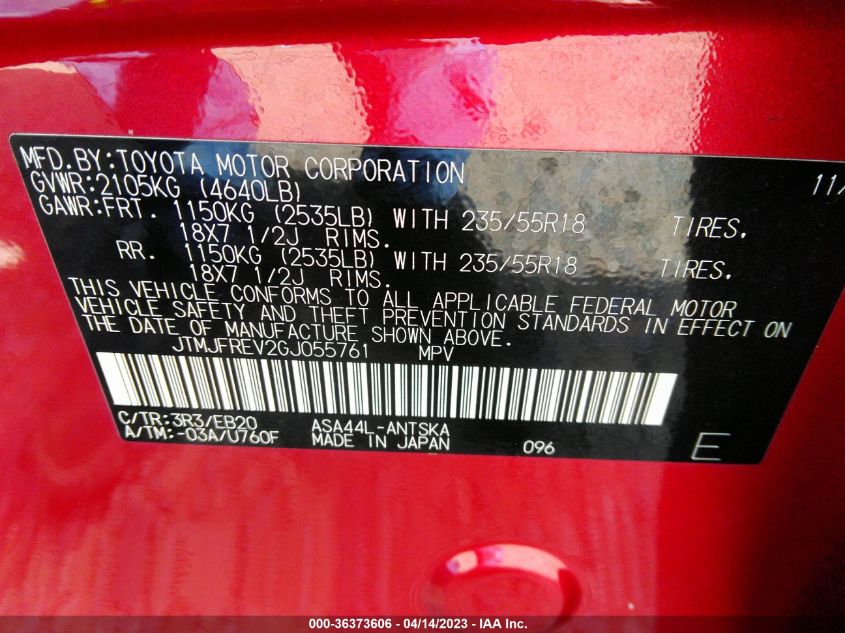 MFD.BY:TOYOTA MOTOR CORPORATION 11/
GVWR:2105KG (4640LB)
GAWR:FRT. 1150KG (2535LB) WITH 235/55R18 TIRES,
18X7 1/2J RIMS.
RR. 1150KG (2535LB) WITH 235/55R18 TIRES,
18X7 1/2J RIMS.
THIS VEHICLE CONFORMS TO ALL APPLICABLE FEDERAL MOTOR
VEHICLE SAFETY AND THEFT PREVENTION STANDARDS IN EFFECT ON
THE DATE OF MANUFACTURE SHOWN ABOVE.
JTMJFREV2GJ055761 MPV
C/TR:3R3/EB20 ASA44L-ANTSKA
A/TM:-03A/U760F MADE IN JAPAN 096 E
000-36373606 - 04/14/2023 - IAA Inc.